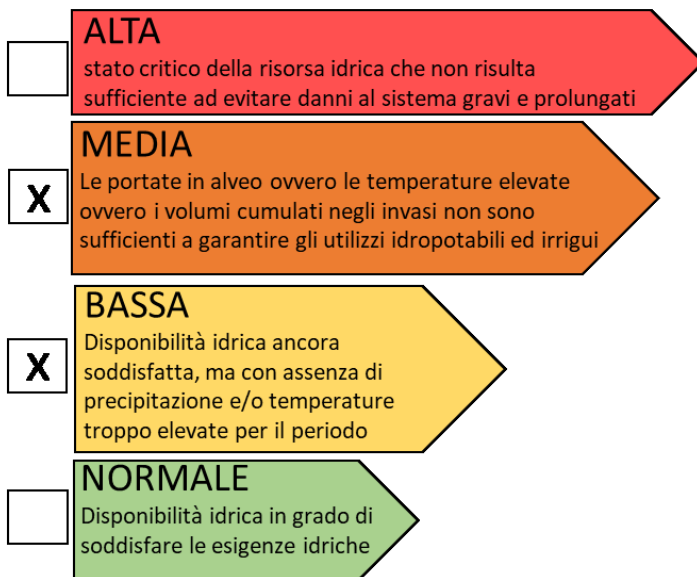 ALTA
stato critico della risorsa idrica che non risulta
sufficiente ad evitare danni al sistema gravi e prolungati
X
MEDIA
Le portate in alveo ovvero le temperature elevate
ovvero i volumi cumulati negli invasi non sono
sufficienti a garantire gli utilizzi idropotabili ed irrigui
X
BASSA
Disponibilità idrica ancora
soddisfatta, ma con assenza di
precipitazione e/o temperature
troppo elevate per il periodo
NORMALE
Disponibilità idrica in grado di
soddisfare le esigenze idriche